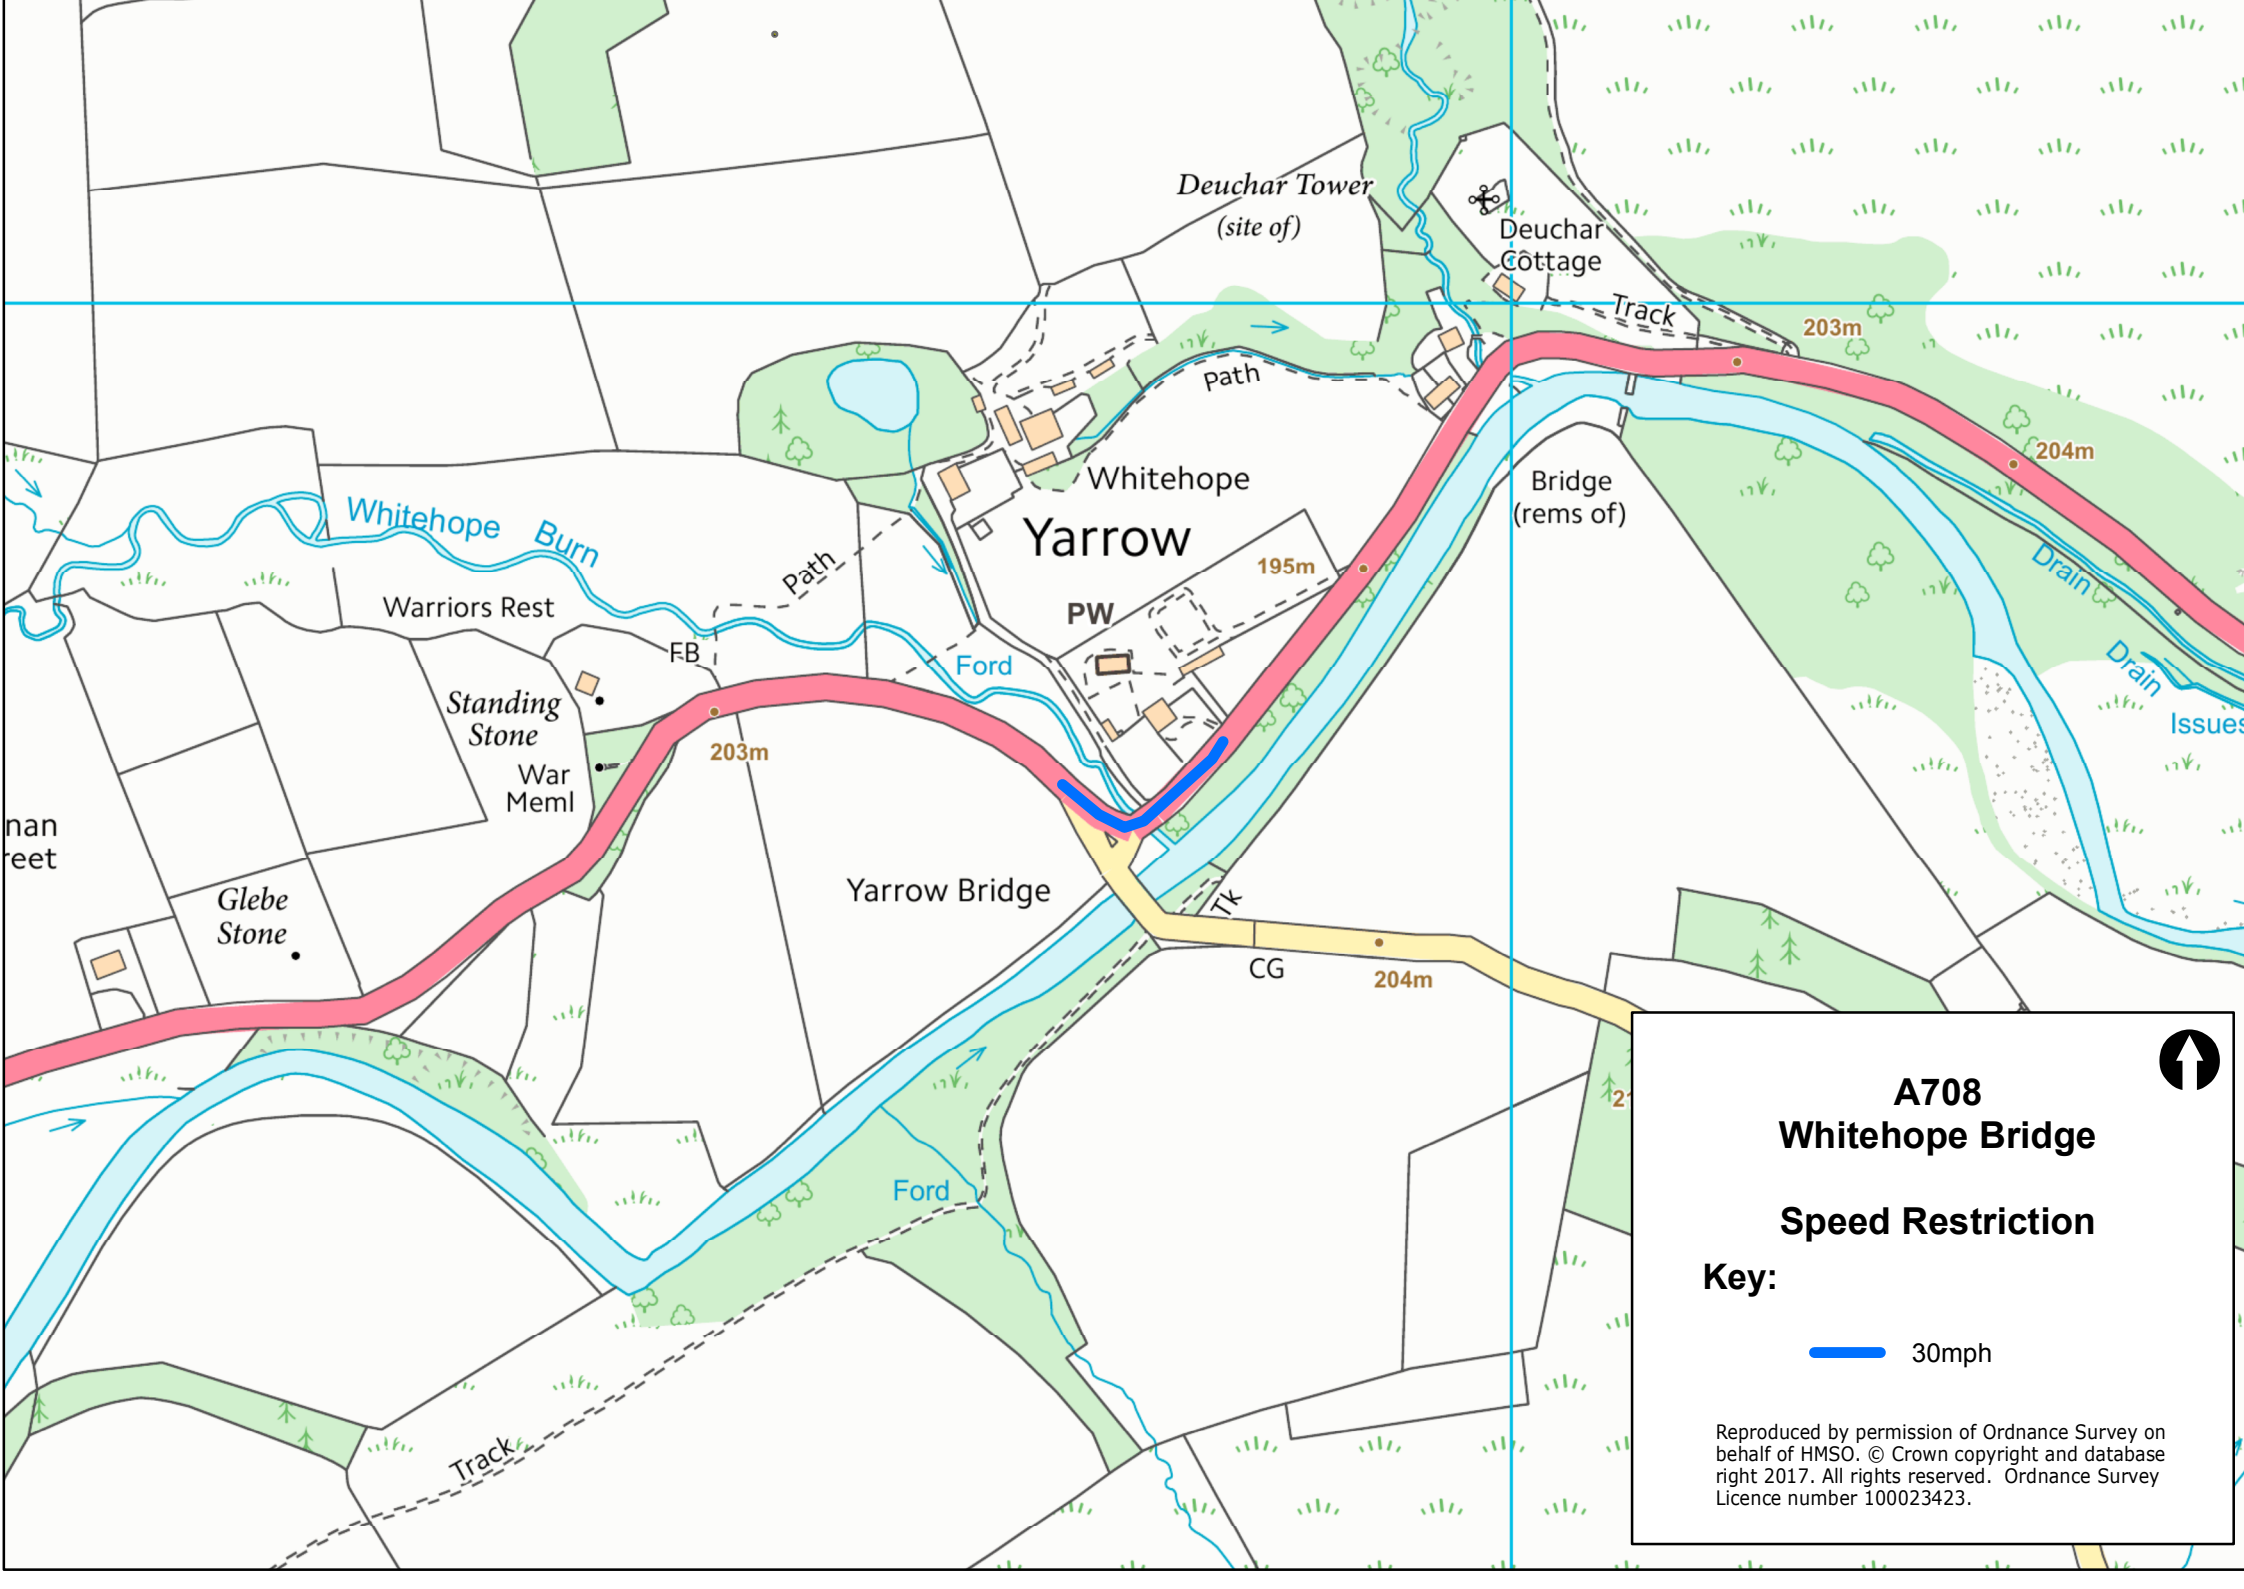 Deuchar Tower
(site of)
Deuchar
Cottage
Track
203m
Path
204m
Whitehope
Bridge
(rems of)
Whitehope Burn
Yarrow
Path
195m
Drain
Warriors Rest
PW
FB
Ford
Drain
Standing
Stone
Issues
203m
War
Meml
nan
reet
Yarrow Bridge
Glebe
Stone
Tk
CG
204m
Ford
Track
A708
Whitehope Bridge
Speed Restriction
Key:
30mph
Reproduced by permission of Ordnance Survey on
behalf of HMSO. © Crown copyright and database
right 2017. All rights reserved. Ordnance Survey
Licence number 100023423.